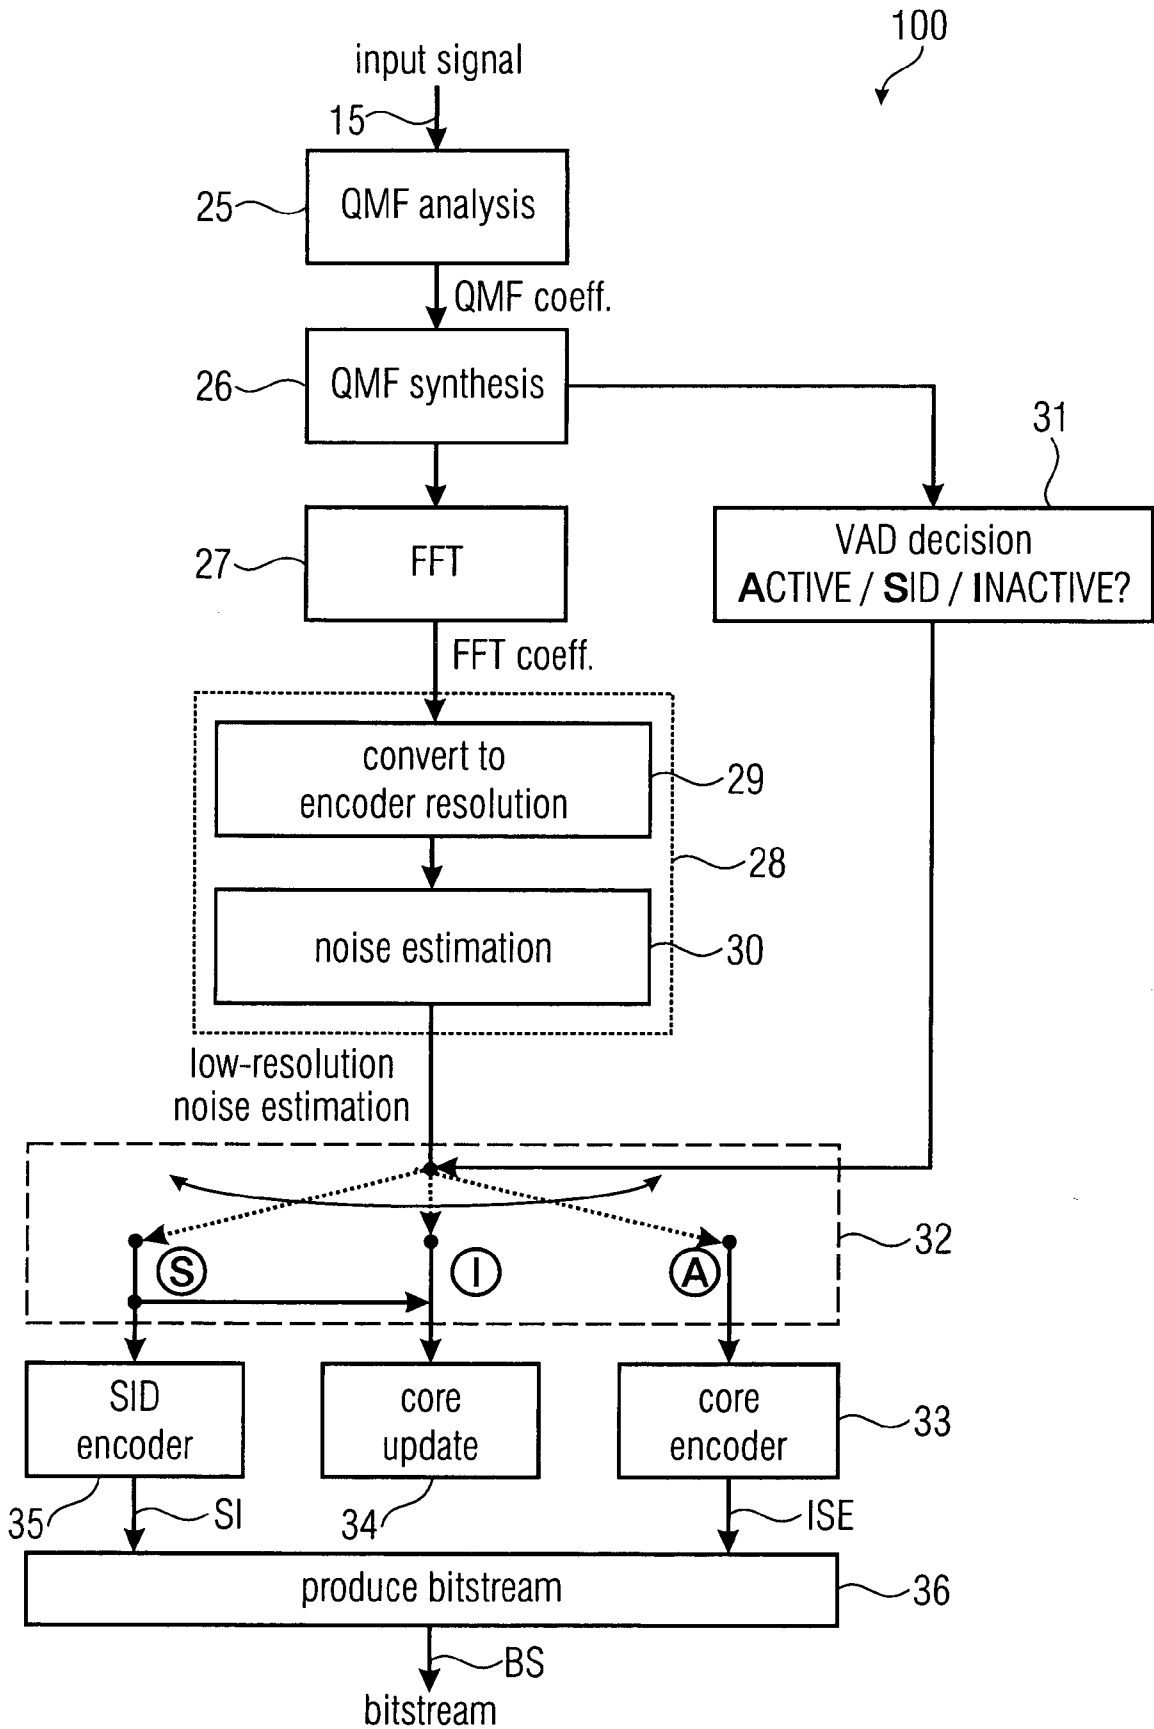 100
input signal
15
25
QMF analysis
QMF coeff.
26
QMF synthesis
31
27
FFT
VAD decision
ACTIVE / SID / INACTIVE?
FFT coeff.
convert to
encoder resolution
29
28
noise estimation
30
low-resolution
noise estimation
32
S
I
A
SID
encoder
core
update
core
encoder
33
35
SI
34
ISE
produce bitstream
36
BS
bitstream